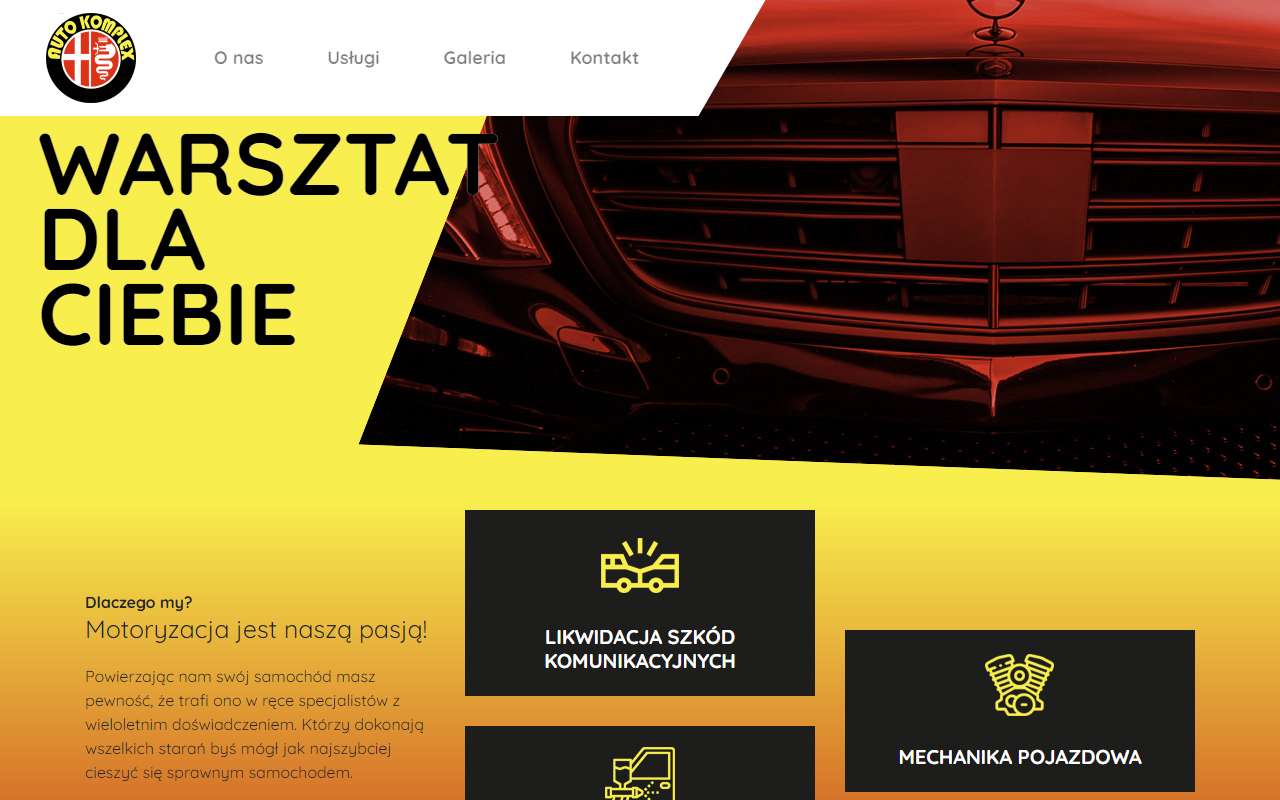 AUTO KOMPLEX
O nas
Usługi
Galeria
Kontakt
WARSZTAT
DLA
CIEBIE
Dlaczego my?
Motoryzacja jest naszą pasją!
Powierzając nam swój samochód masz
pewność, że trafi ono w ręce specjalistów z
wieloletnim doświadczeniem. Którzy dokonają
wszelkich starań byś mógł jak najszybciej
cieszyć się sprawnym samochodem.
LIKWIDACJA SZKÓD
KOMUNIKACYJNYCH
MECHANIKA POJAZDOWA